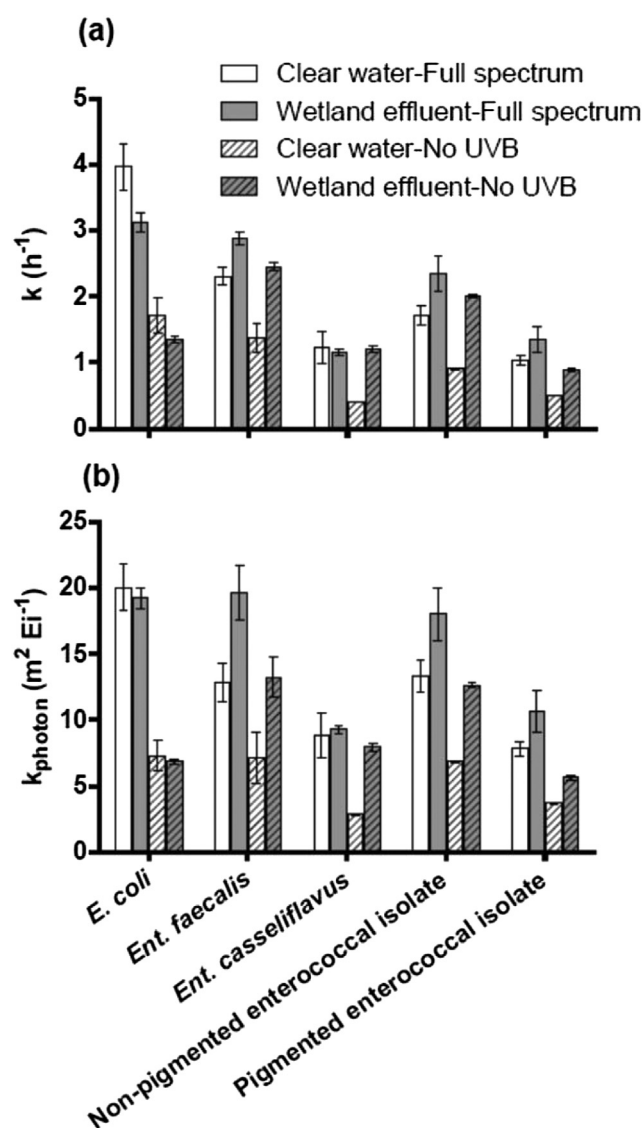 (a)
Clear water-Full spectrum
Wetland effluent-Full spectrum
Clear water-No UVB
Wetland effluent-No UVB
5
4
3
2
1
0
k (h⁻¹)
(b)
25
20
15
10
5
0
k_photon (m² Ei⁻¹)
E. coli
Ent. faecalis
Ent. casseliflavus
Non-pigmented enterococcal isolate
Pigmented enterococcal isolate